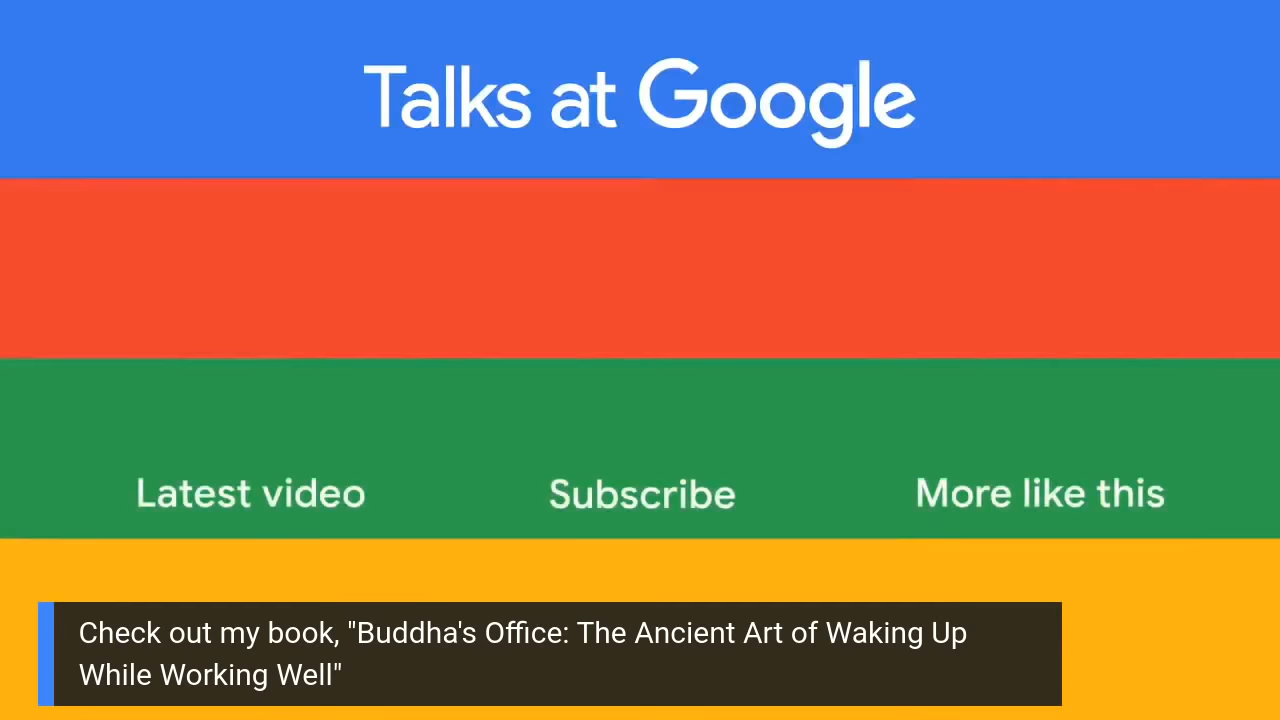 Talks at Google
Latest video
Subscribe
More like this
Check out my book, "Buddha's Office: The Ancient Art of Waking Up
While Working Well"